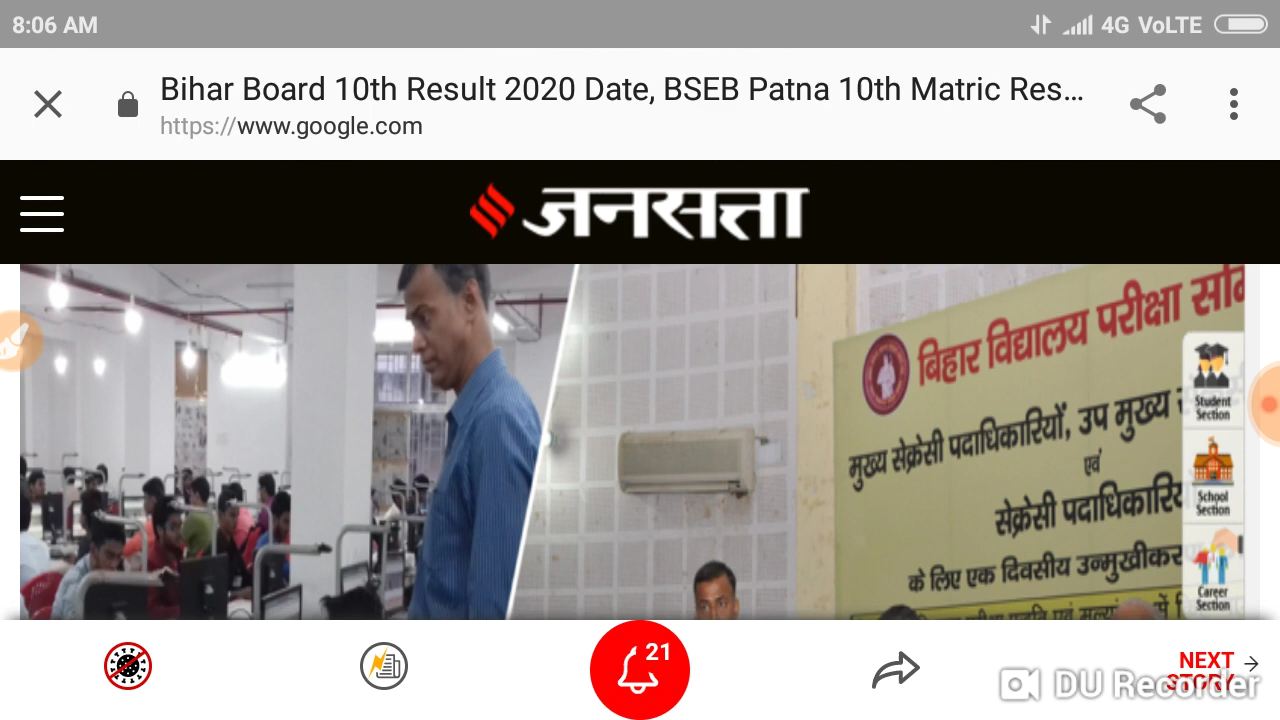 8:06 AM
4G VoLTE
Bihar Board 10th Result 2020 Date, BSEB Patna 10th Matric Res...
https://www.google.com
जनसत्ता
बिहार विद्यालय परीक्षा समि
मुख्य सेक्रेसी पदाधिकारियों, उप मुख्य
एवं
सेक्रेसी पदाधिकारि
के लिए एक दिवसीय उन्मुखीकर
Student
Section
School
Section
Career
Section
21
NEXT
STORY
DU Recorder